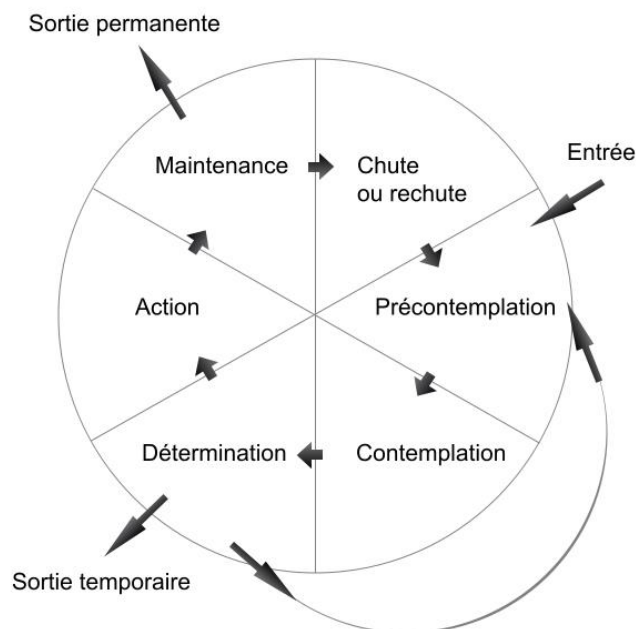 Sortie permanente
Entrée
Maintenance
Chute
ou rechute
Action
Précontemplation
Détermination
Contemplation
Sortie temporaire